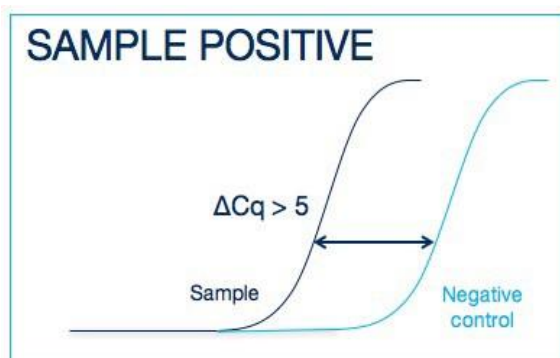 SAMPLE POSITIVE
ΔCq > 5
Sample
Negative
control